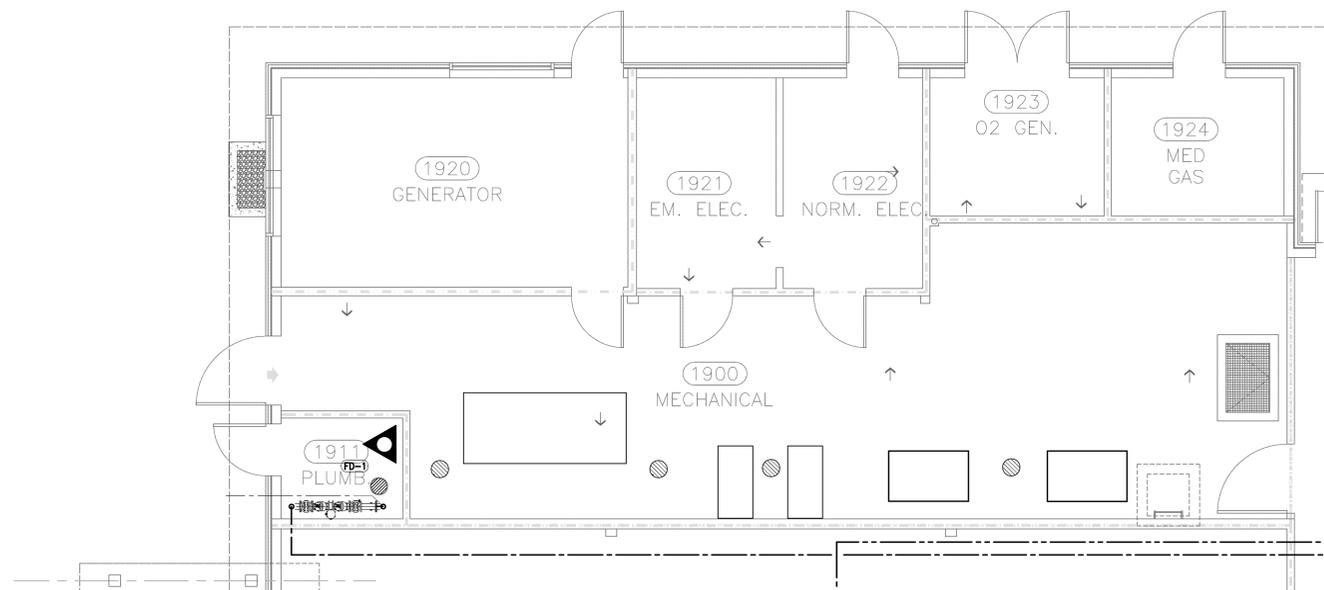 1920
GENERATOR
1921
EM. ELEC.
1922
NORM. ELEC.
1923
O2 GEN.
1924
MED
GAS
1900
MECHANICAL
1911
FD-1
PLUMB.